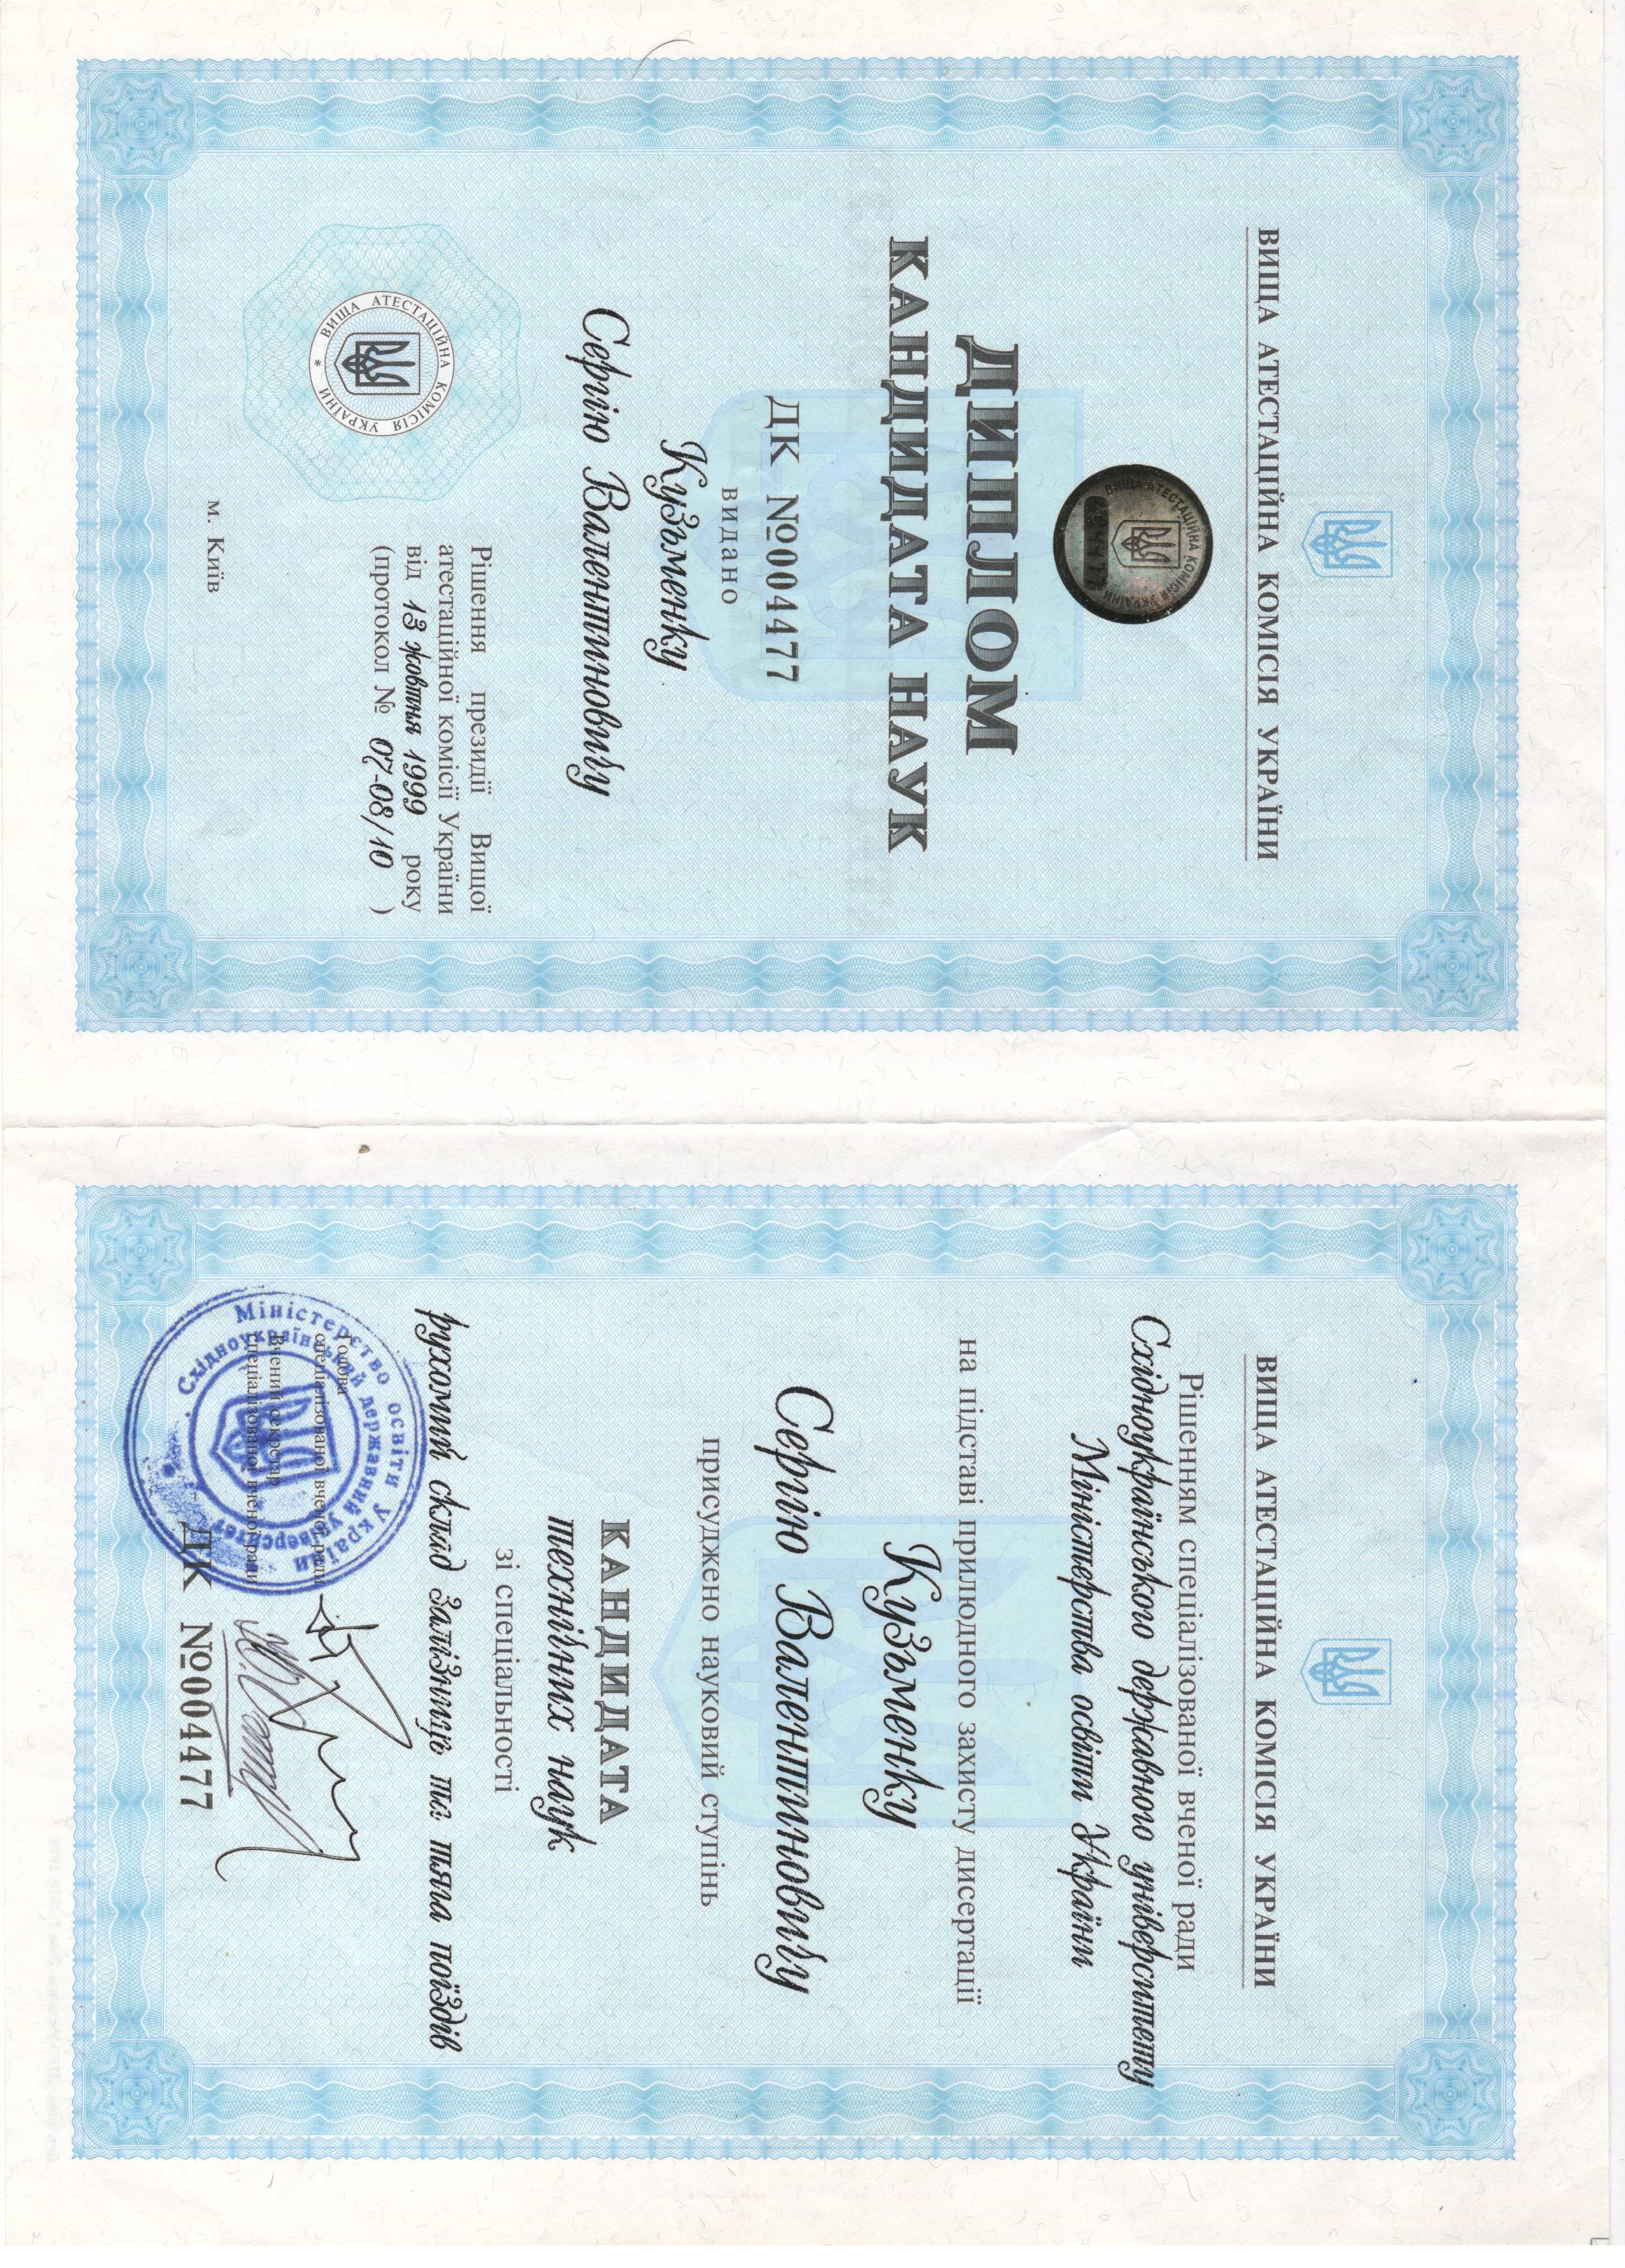 ВИЩА АТЕСТАЦІЙНА КОМІСІЯ УКРАЇНИ
ВИЩА АТЕСТАЦІЙНА КОМІСІЯ УКРАЇНИ
ДИПЛОМ
КАНДИДАТА НАУК
ДК №004477
видано
Кузьменку
Сергію Валентиновичу
Рішення президії Вищої
атестаційної комісії України
від 13 жовтня 1999 року
(протокол № 07-08/10 )
ВИЩА АТЕСТАЦІЙНА КОМІСІЯ УКРАЇНИ
м. Київ
ВИЩА АТЕСТАЦІЙНА КОМІСІЯ УКРАЇНИ
Рішенням спеціалізованої вченої ради
Східноукраїнського державного університету
Міністерства освіти України
на підставі прилюдного захисту дисертації
Кузьменку
Сергію Валентиновичу
присуджено науковий ступінь
КАНДИДАТА
технічних наук
зі спеціальності
рухомий склад залізниць та тяга поїздів
Міністерство освіти України
Східноукраїнський державний університет
Голова
спеціалізованої вченої ради
Вчений секретар
спеціалізованої вченої ради
ДК №004477